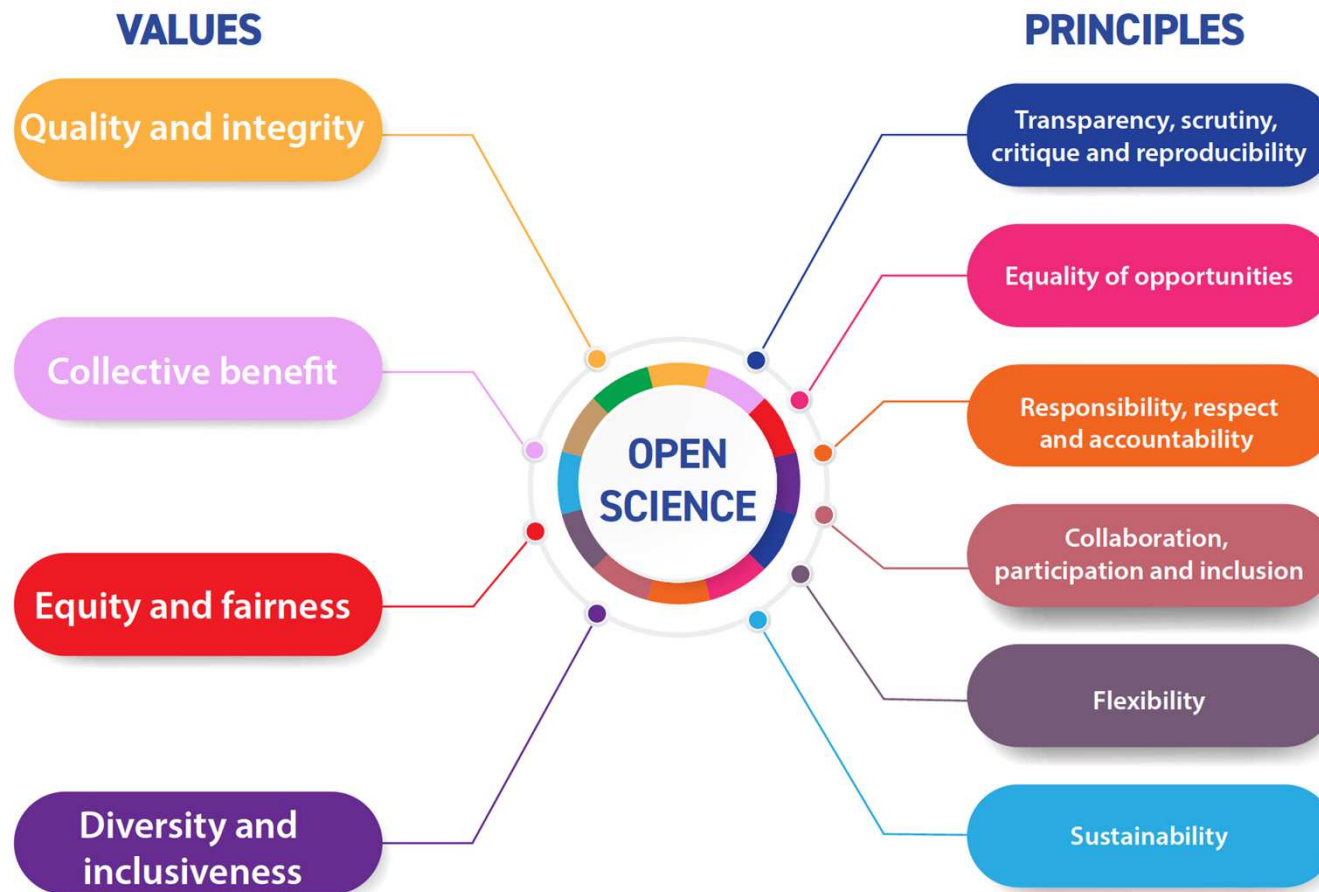 VALUES
Quality and integrity
Collective benefit
Equity and fairness
Diversity and
inclusiveness
OPEN
SCIENCE
PRINCIPLES
Transparency, scrutiny,
critique and reproducibility
Equality of opportunities
Responsibility, respect
and accountability
Collaboration,
participation and inclusion
Flexibility
Sustainability